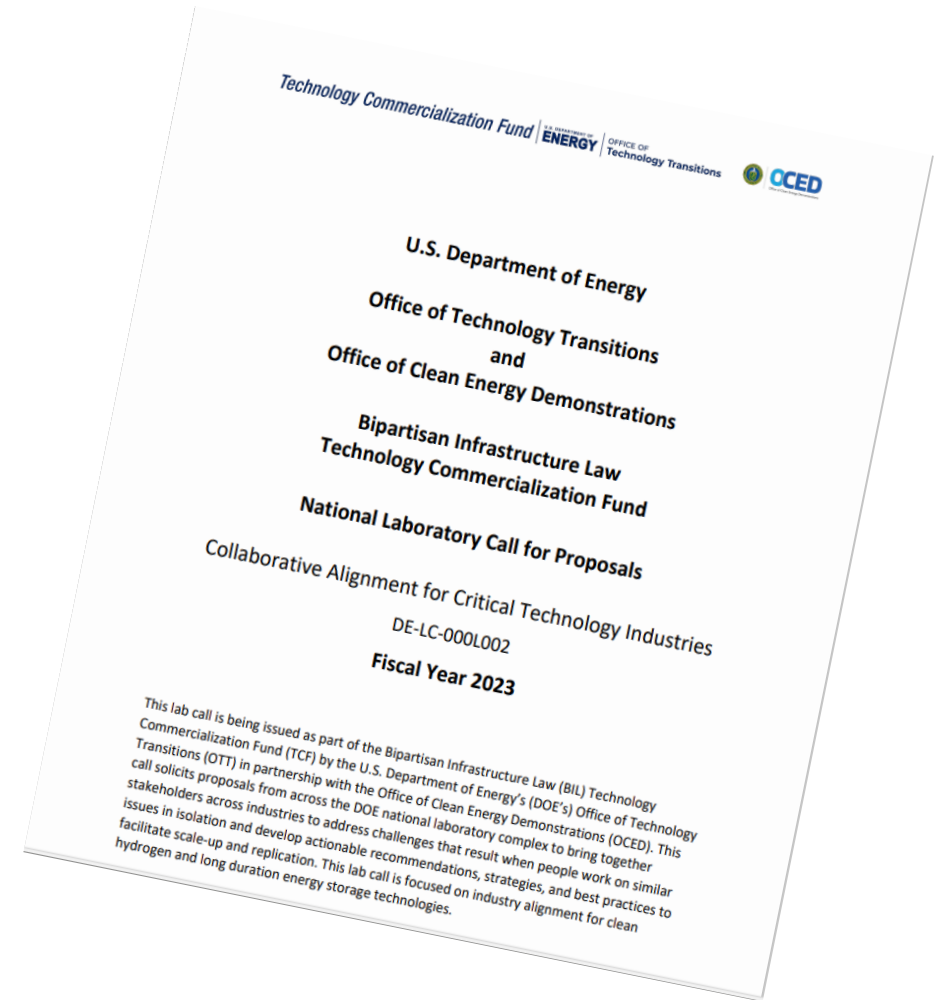 Technology Commercialization Fund
U.S. DEPARTMENT OF
ENERGY
OFFICE OF
Technology Transitions
OCED
U.S. Department of Energy
Office of Technology Transitions
and
Office of Clean Energy Demonstrations
Bipartisan Infrastructure Law
Technology Commercialization Fund
National Laboratory Call for Proposals
Collaborative Alignment for Critical Technology Industries
DE-LC-000L002
Fiscal Year 2023
This lab call is being issued as part of the Bipartisan Infrastructure Law (BIL) Technology
Commercialization Fund (TCF) by the U.S. Department of Energy's (DOE's) Office of Technology
Transitions (OTT) in partnership with the Office of Clean Energy Demonstrations (OCED). This
call solicits proposals from across the DOE national laboratory complex to bring together
stakeholders across industries to address challenges that result when people work on similar
issues in isolation and develop actionable recommendations, strategies, and best practices to
facilitate scale-up and replication. This lab call is focused on industry alignment for clean
hydrogen and long duration energy storage technologies.